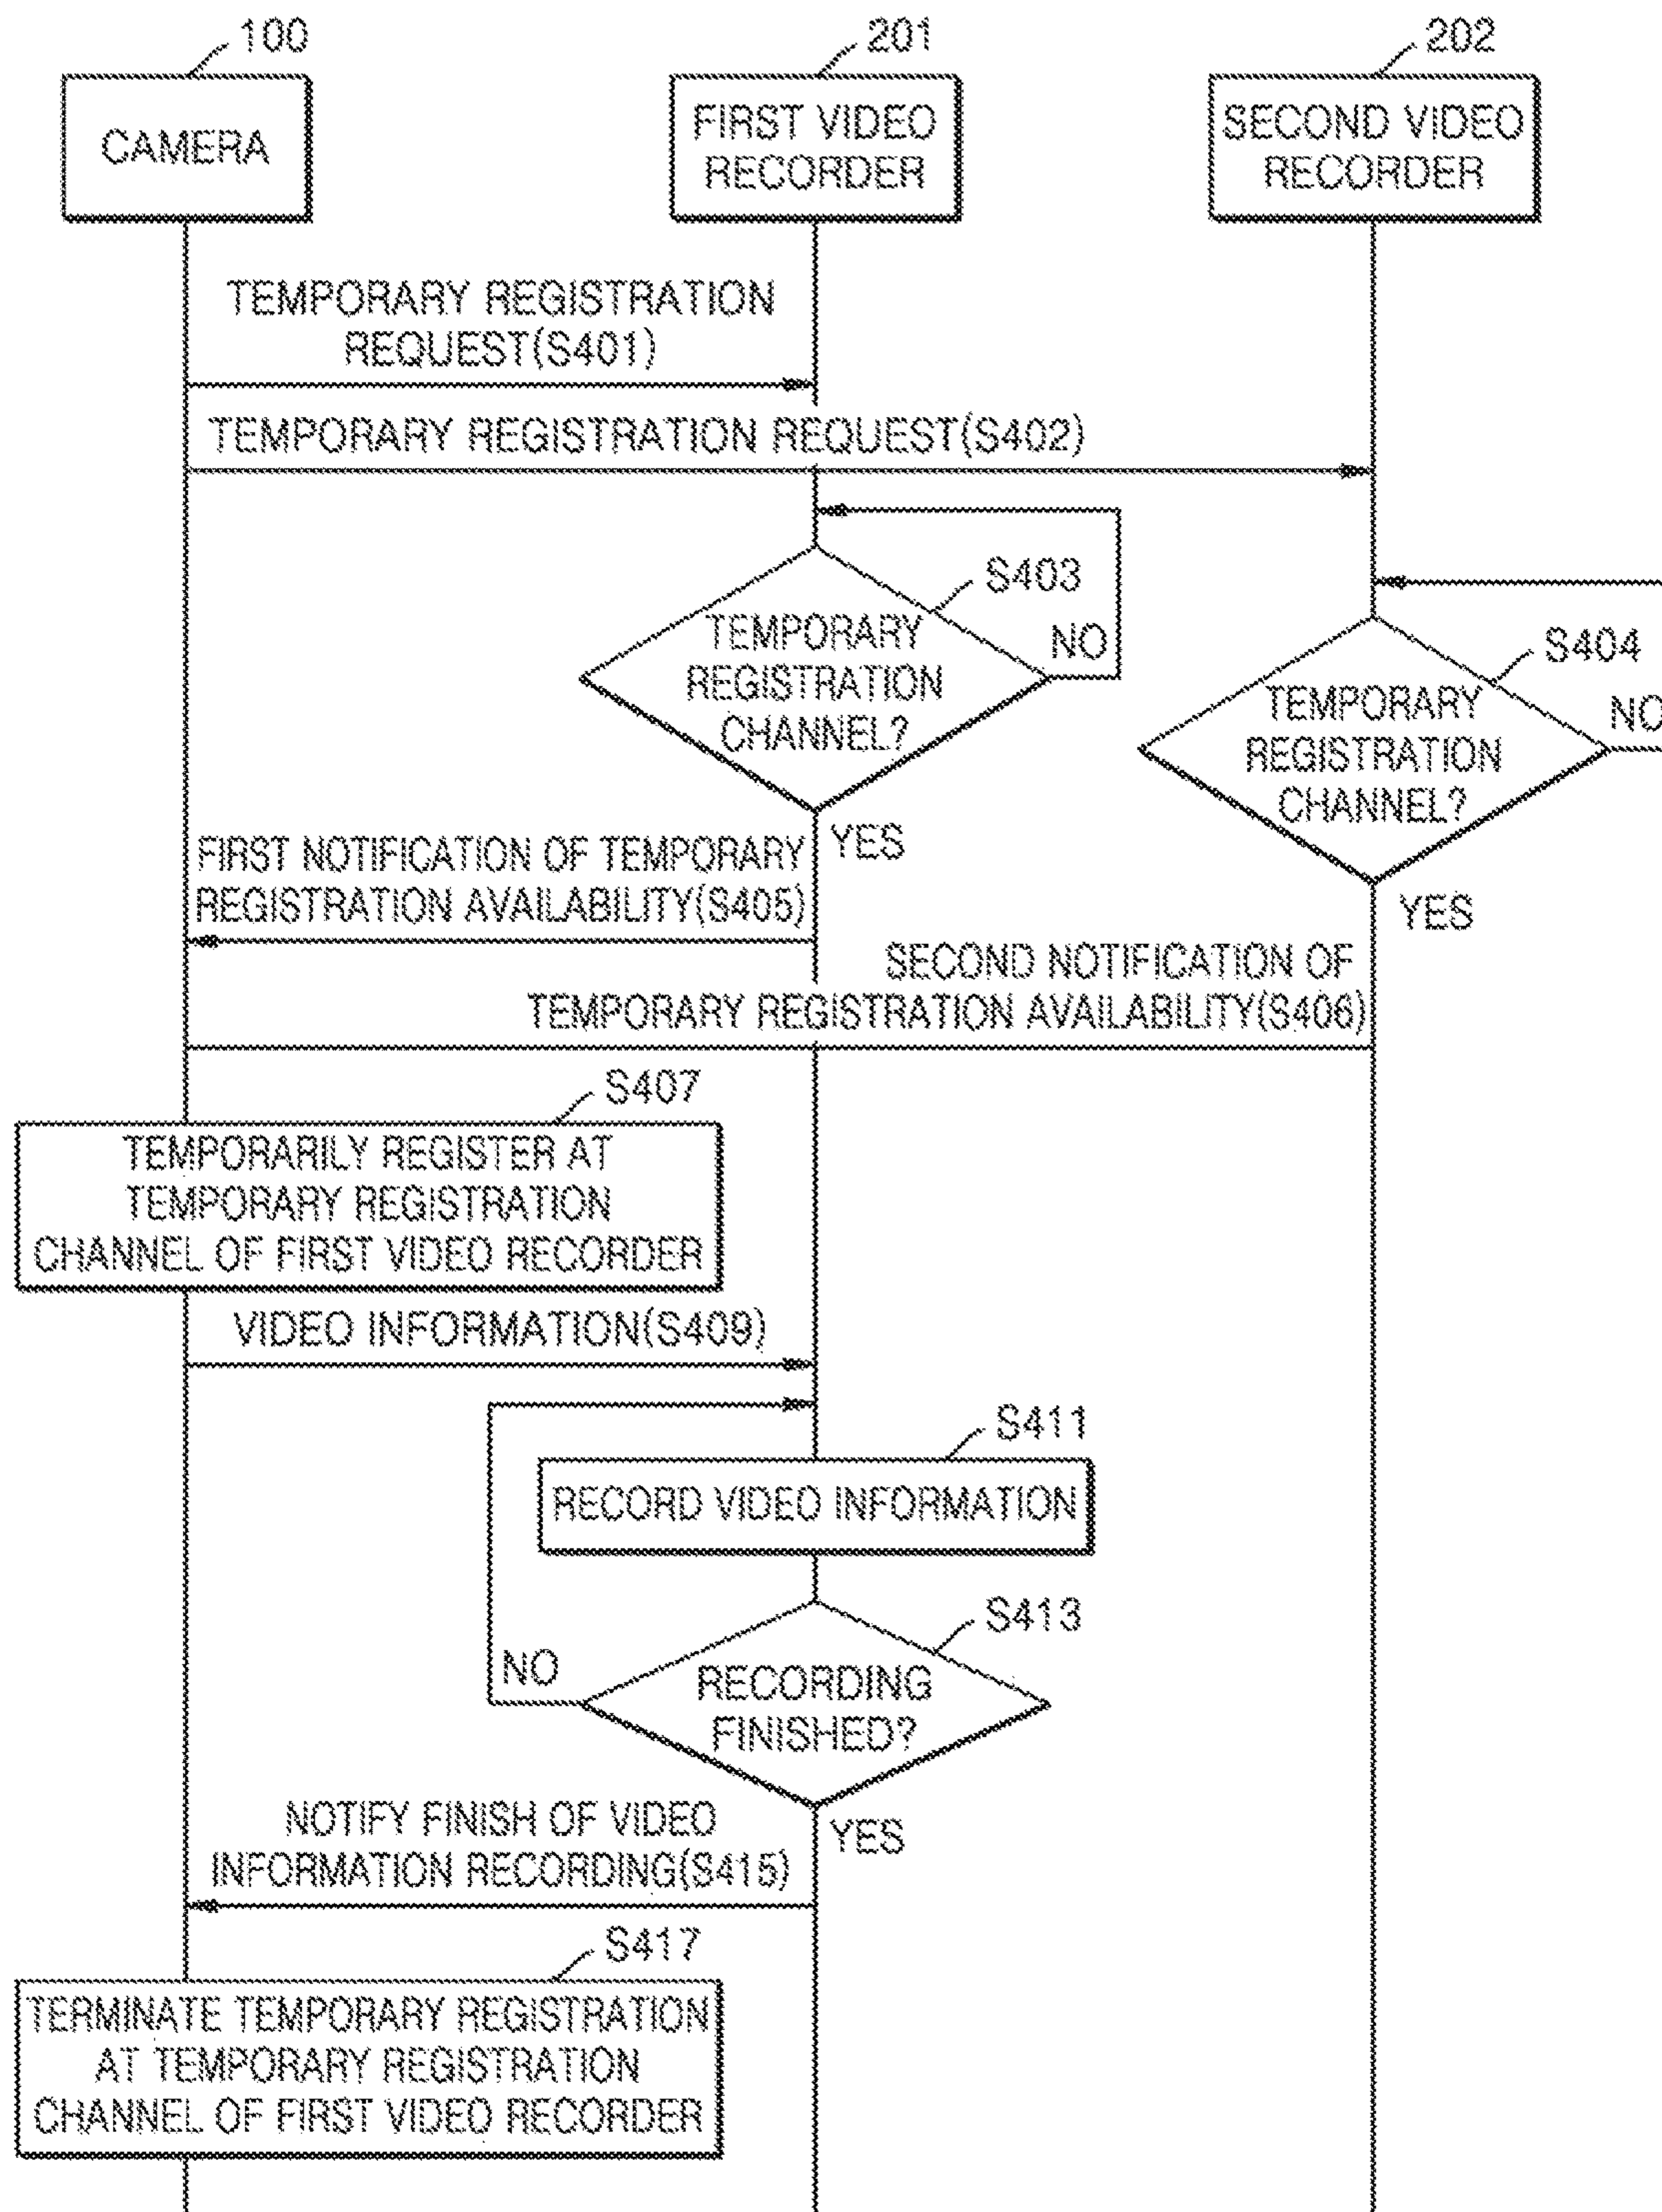 100
201
202
CAMERA
FIRST VIDEO
RECORDER
SECOND VIDEO
RECORDER
TEMPORARY REGISTRATION
REQUEST(S401)
TEMPORARY REGISTRATION REQUEST(S402)
S403
TEMPORARY
REGISTRATION
CHANNEL?
NO
YES
S404
TEMPORARY
REGISTRATION
CHANNEL?
NO
YES
FIRST NOTIFICATION OF TEMPORARY
REGISTRATION AVAILABILITY(S405)
SECOND NOTIFICATION OF
TEMPORARY REGISTRATION AVAILABILITY(S406)
S407
TEMPORARILY REGISTER AT
TEMPORARY REGISTRATION
CHANNEL OF FIRST VIDEO RECORDER
VIDEO INFORMATION(S409)
S411
RECORD VIDEO INFORMATION
S413
RECORDING
FINISHED?
NO
YES
NOTIFY FINISH OF VIDEO
INFORMATION RECORDING(S415)
S417
TERMINATE TEMPORARY REGISTRATION
AT TEMPORARY REGISTRATION
CHANNEL OF FIRST VIDEO RECORDER